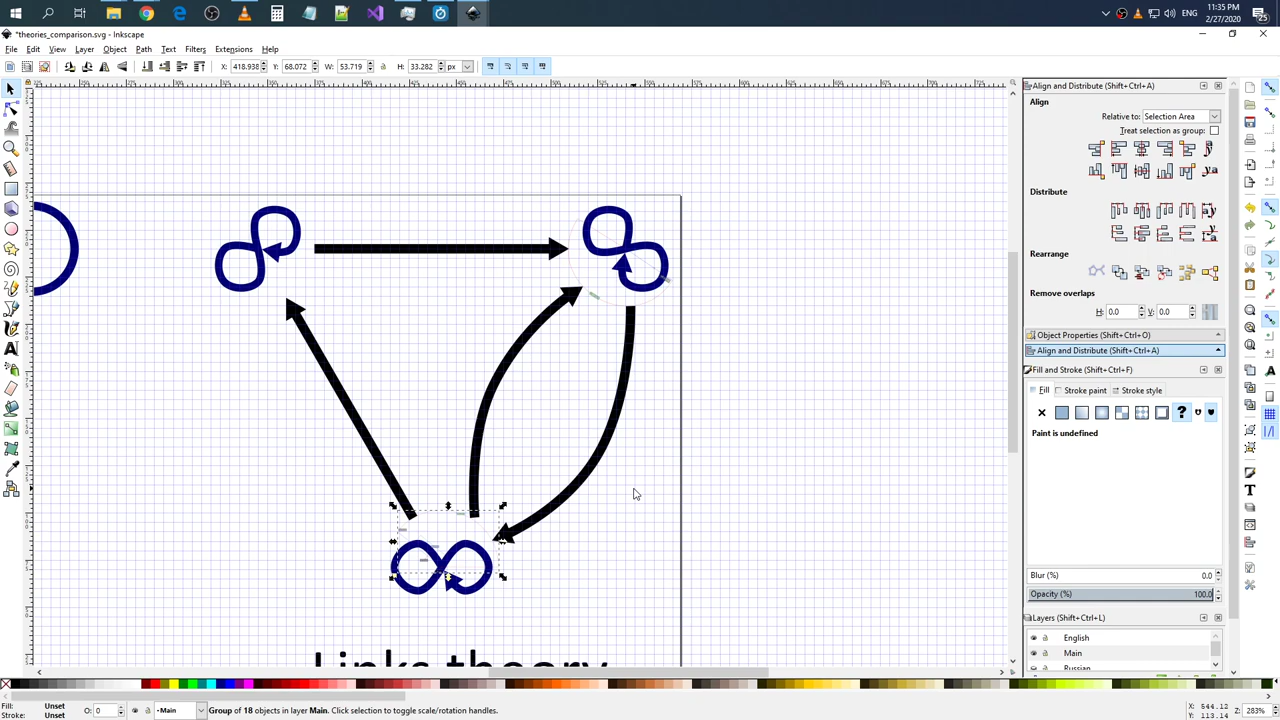 ENG
11:35 PM
2/27/2020
*theories_comparison.svg - Inkscape
File Edit View Layer Object Path Text Filters Extensions Help
X: 418.938 Y: 68.072 W: 53.719 H: 33.282 px
Align and Distribute (Shift+Ctrl+A)
Align
Relative to: Selection Area
Treat selection as group:
Distribute
Rearrange
Remove overlaps
H: 0.0 V: 0.0
Object Properties (Shift+Ctrl+O)
Align and Distribute (Shift+Ctrl+A)
Fill and Stroke (Shift+Ctrl+F)
Fill Stroke paint Stroke style
Paint is undefined
Blur (%) 0.0
Opacity (%) 100.0
Layers (Shift+Ctrl+L)
English
Main
Russian
Links theory
Fill: Unset
Stroke: Unset
O: 0
Main
Group of 18 objects in layer Main. Click selection to toggle scale/rotation handles.
X: 544.12
Y: 113.14
Z: 283%